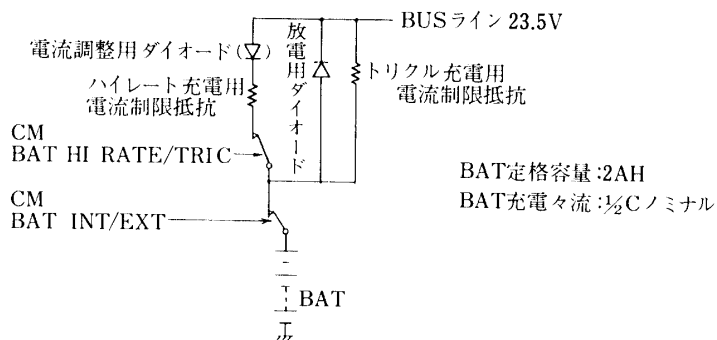 BUSライン 23.5V
電流調整用ダイオード
放電用ダイオード
ハイレート充電用
電流制限抵抗
トリクル充電用
電流制限抵抗
CM
BAT HI RATE/TRIC
CM
BAT INT/EXT
BAT定格容量:2AH
BAT充電々流:½Cノミナル
BAT